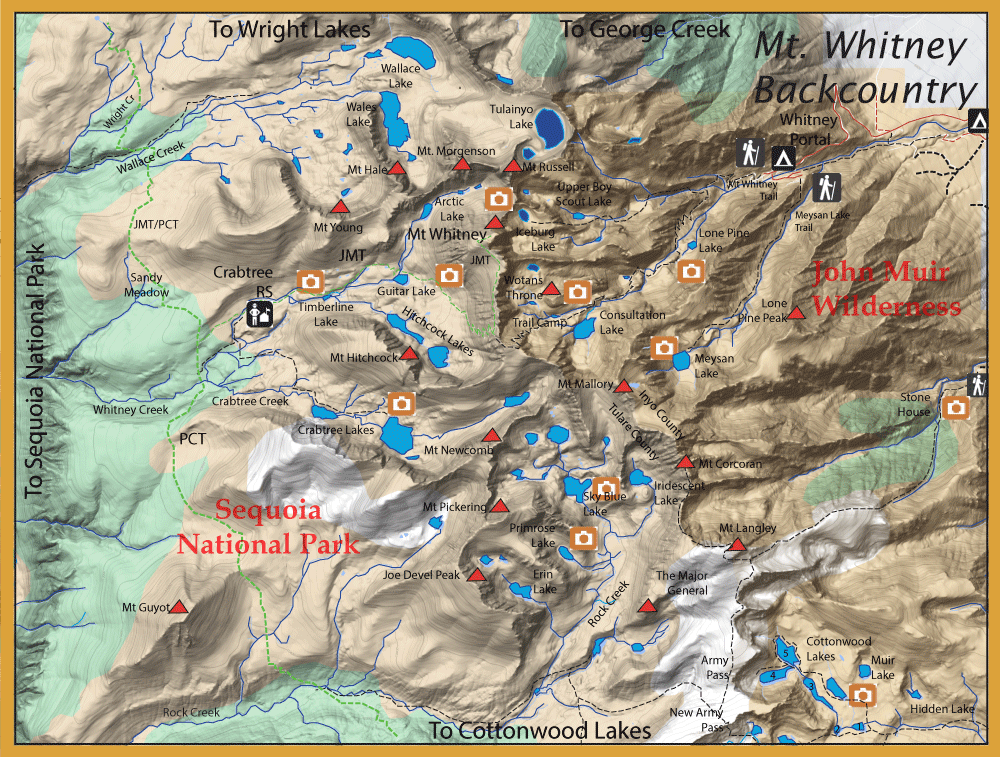 To Wright Lakes
To George Creek
Mt. Whitney
Backcountry
Wallace
Lake
Wales
Lake
Tulainyo
Lake
Whitney
Portal
Wright Cr
Wallace Creek
Mt. Morgenson
Mt Hale
Mt Russell
Mt Whitney
Trail
Upper Boy
Scout Lake
Meysan Lake
Trail
Arctic
Lake
Mt Young
Mt Whitney
Iceburg
Lake
JMT/PCT
Lone Pine
Lake
JMT
JMT
Sandy
Meadow
Crabtree
RS
Guitar Lake
Wotans
Throne
John Muir
Wilderness
Timberline
Lake
Lone
Pine Peak
Trail Camp
Consultation
Lake
Hitchcock Lakes
Mt Hitchcock
Meysan
Lake
To Sequoia National Park
Mt Mallory
Inyo County
Tulare County
Stone
House
Whitney Creek
Crabtree Creek
Crabtree Lakes
PCT
Mt Newcomb
Mt Corcoran
Iridescent
Lake
Sky Blue
Lake
Sequoia
National Park
Mt Pickering
Primrose
Lake
Mt Langley
Joe Devel Peak
Erin
Lake
The Major
General
Rock Creek
Mt Guyot
Cottonwood
Lakes
5
4
3
Muir
Lake
Army
Pass
Rock Creek
New Army
Pass
2
1
Hidden Lake
To Cottonwood Lakes